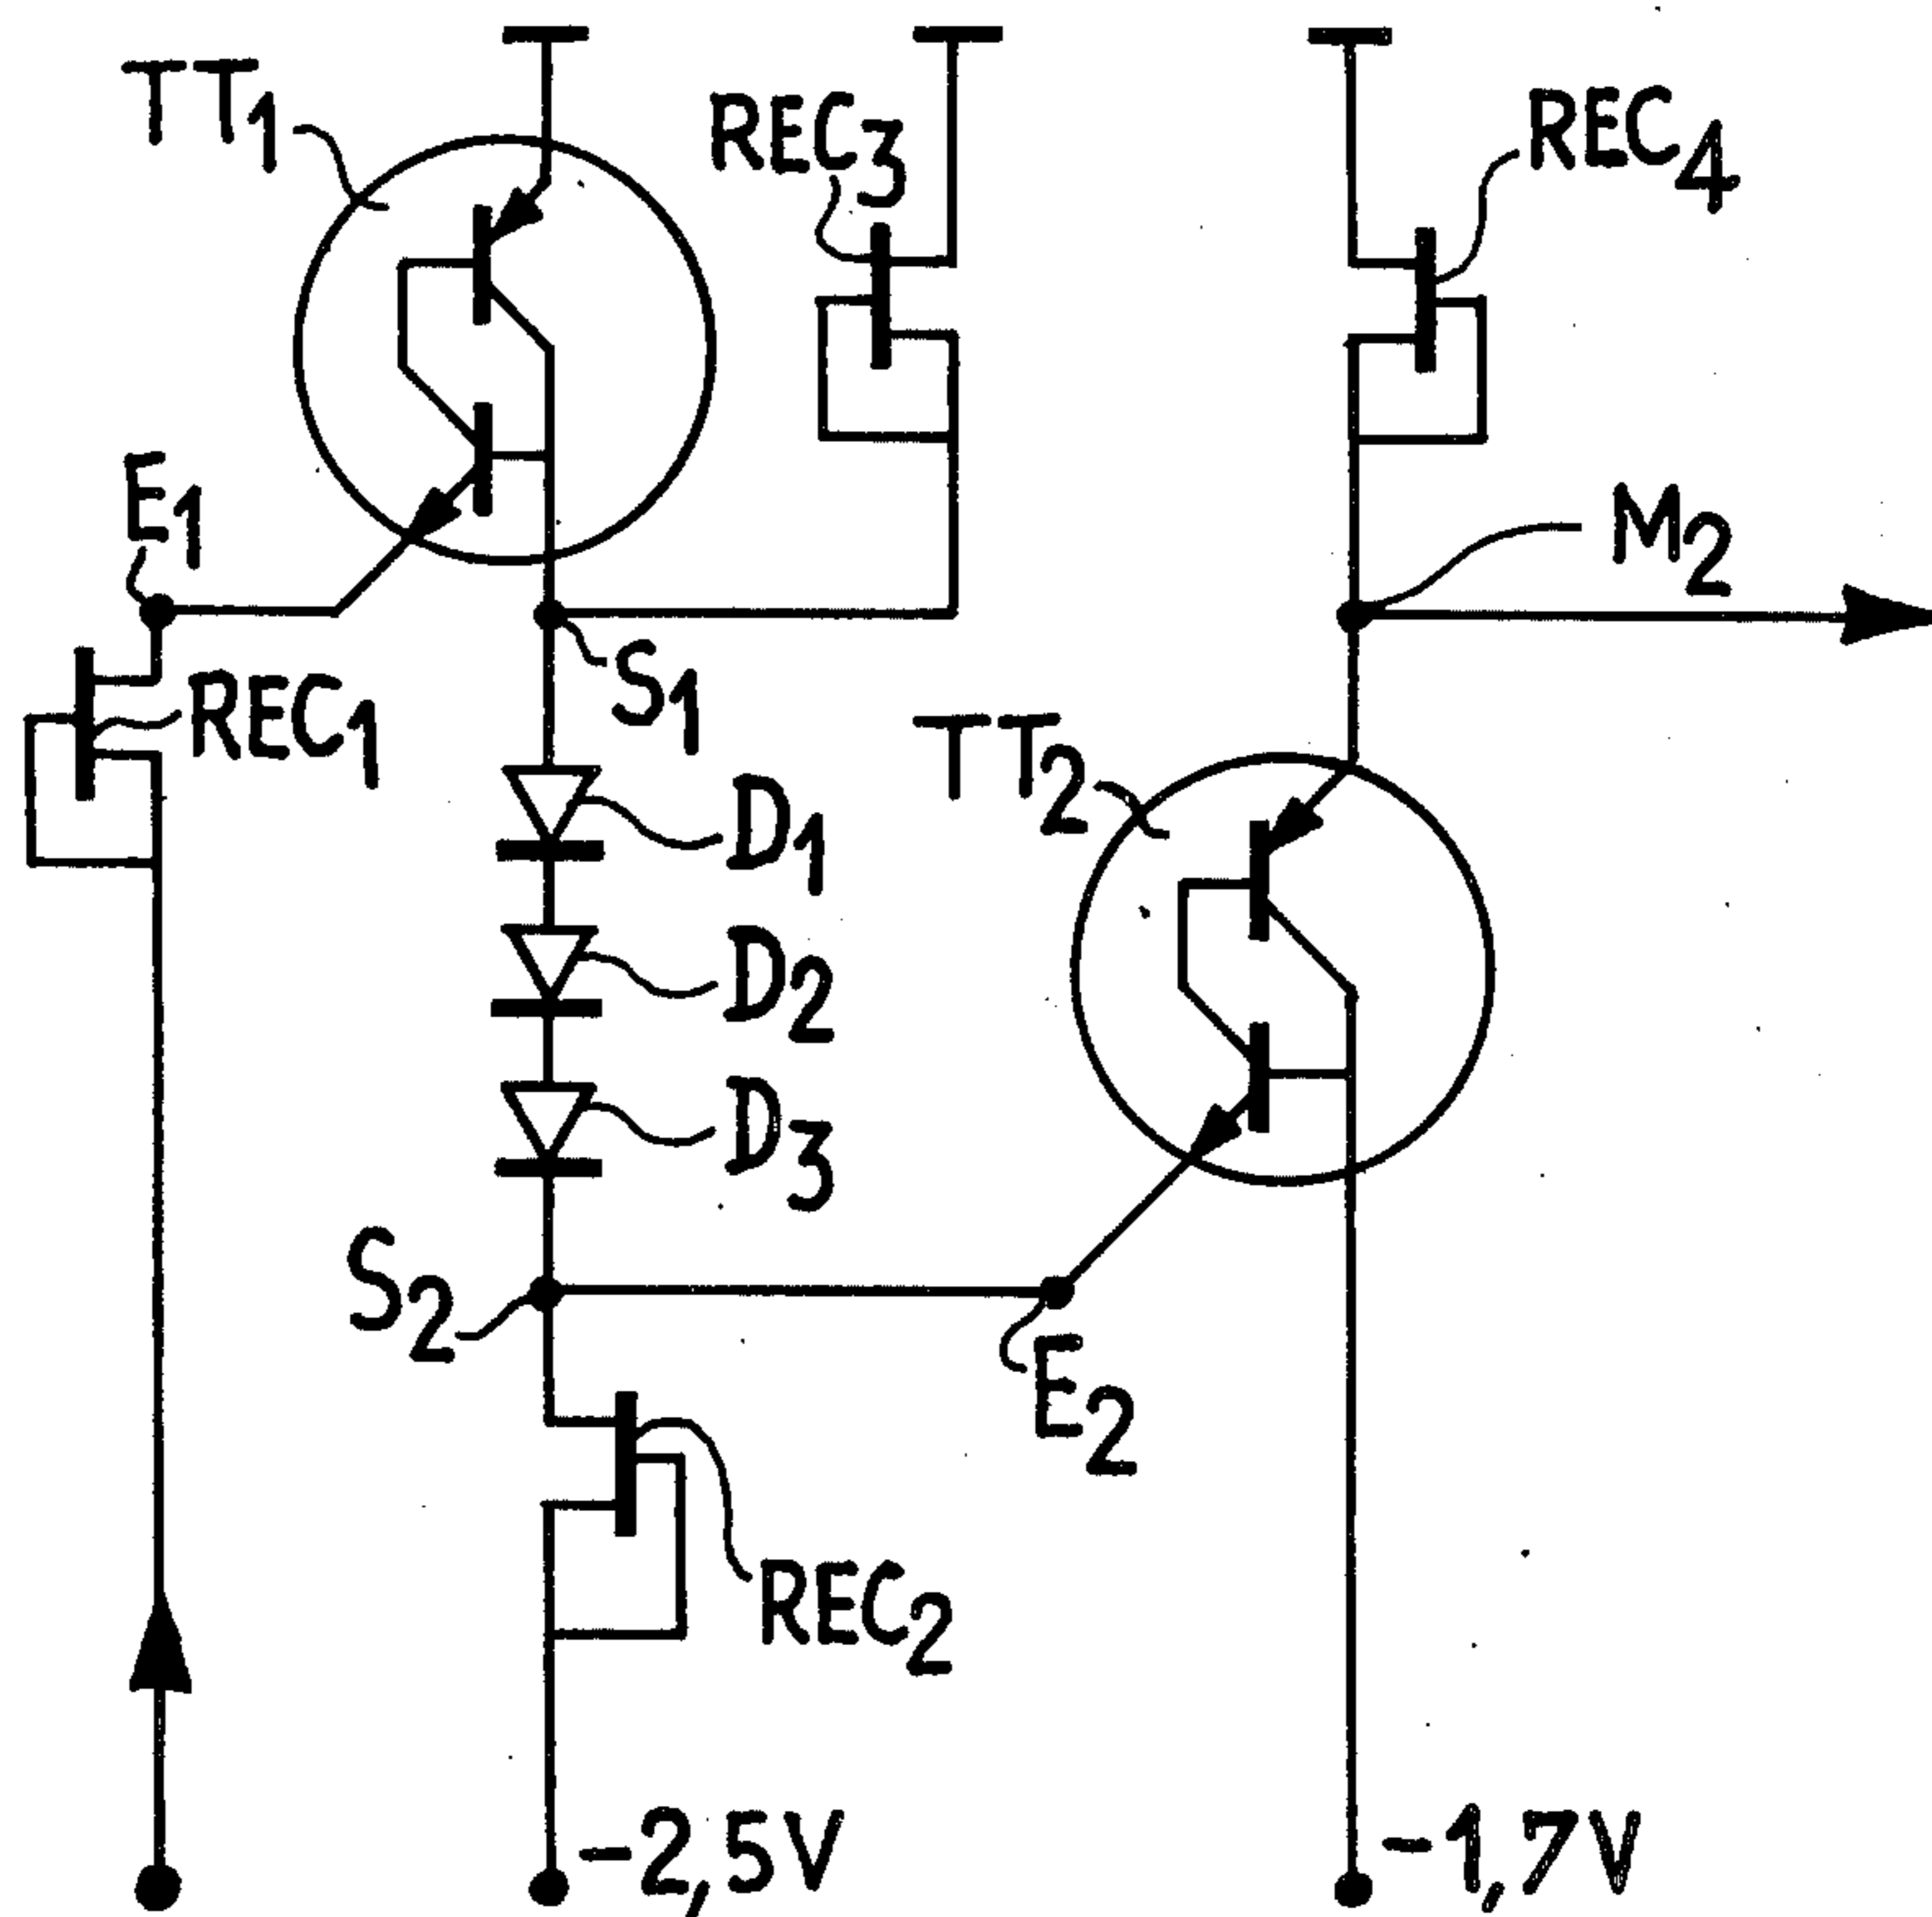 TT1
REC3
REC4
E1
M2
S1
REC1
TT2
D1
D2
D3
S2
E2
REC2
-2,5V
-1,7V